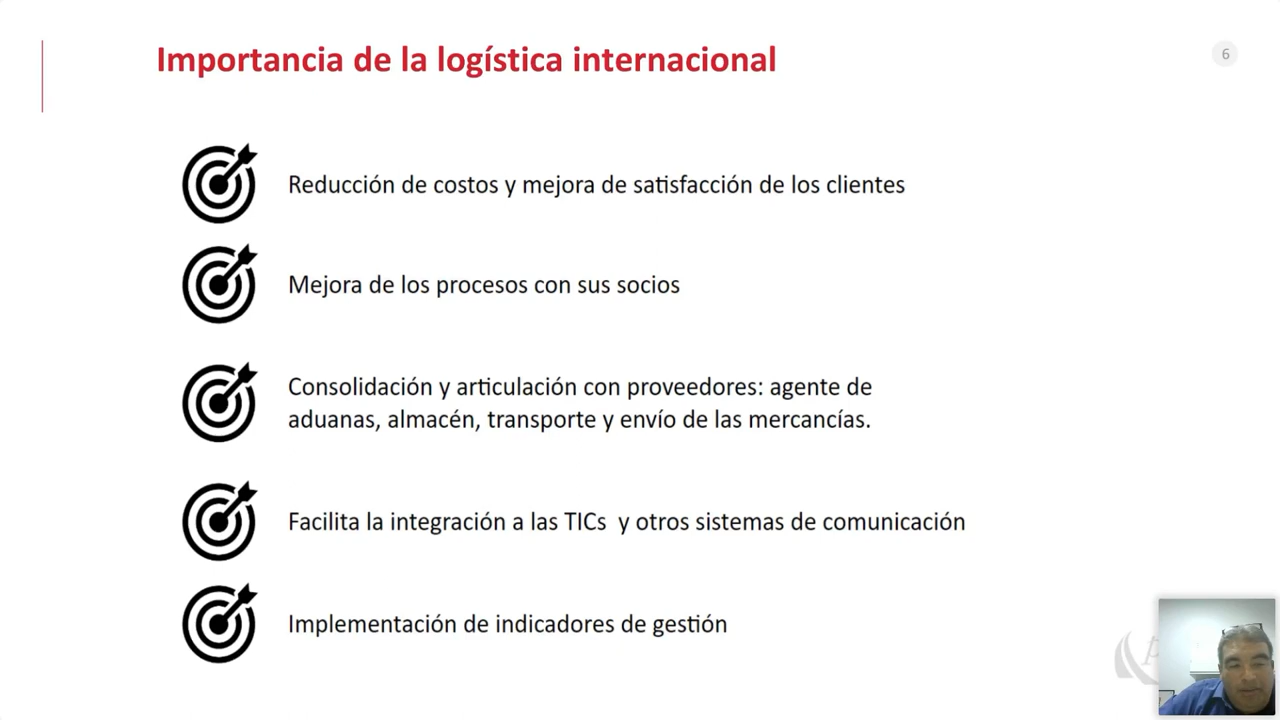 Importancia de la logística internacional
6
Reducción de costos y mejora de satisfacción de los clientes
Mejora de los procesos con sus socios
Consolidación y articulación con proveedores: agente de
aduanas, almacén, transporte y envío de las mercancías.
Facilita la integración a las TICs y otros sistemas de comunicación
Implementación de indicadores de gestión